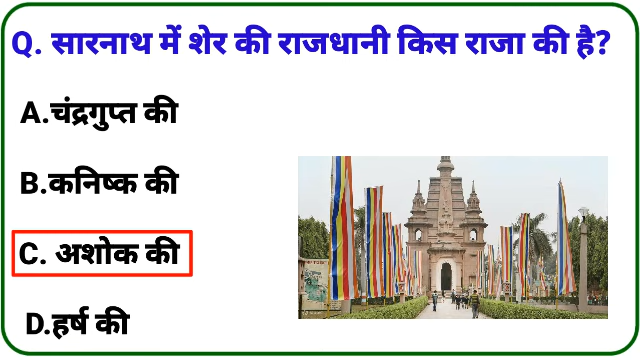 Q. सारनाथ में शेर की राजधानी किस राजा की है?
A.चंद्रगुप्त की
B.कनिष्क की
C. अशोक की
D.हर्ष की